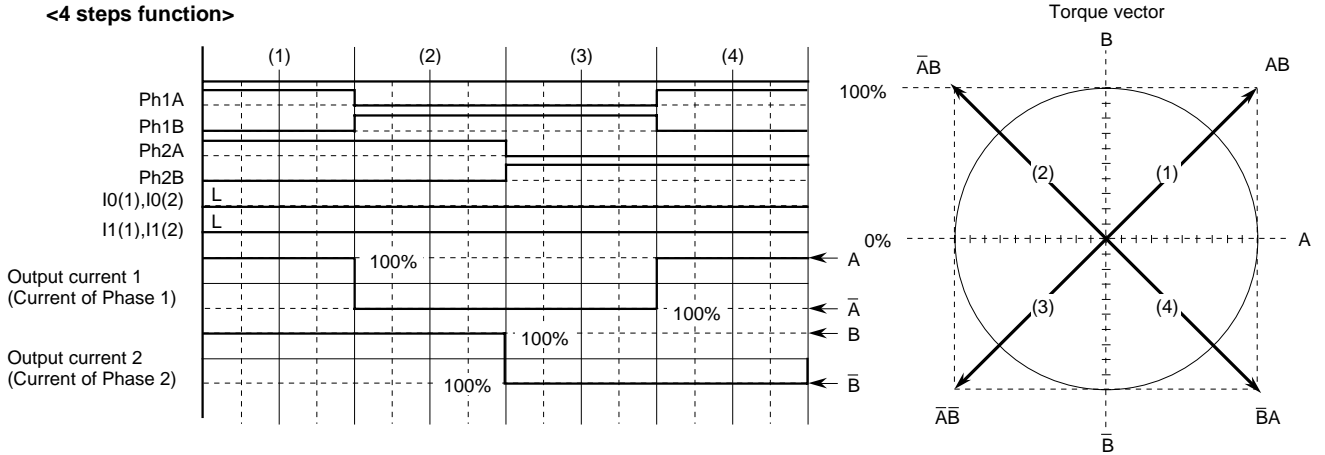 <4 steps function>
(1) (2) (3) (4)
Ph1A
Ph1B
Ph2A
Ph2B
I0(1),I0(2) L
I1(1),I1(2) L
Output current 1
(Current of Phase 1)
100%
100%
A
A̅
Output current 2
(Current of Phase 2)
100%
100%
B
B̅
Torque vector
B
A̅B
AB
100%
(2)
(1)
0%
A
(3)
(4)
A̅B̅
B̅A
B̅